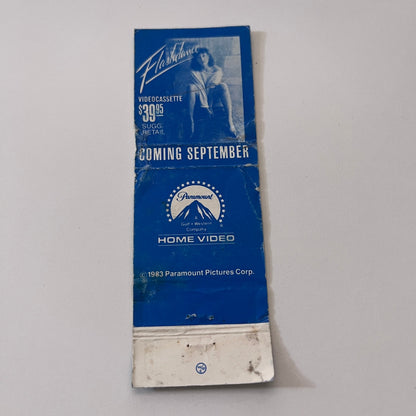 Flashdance
VIDEOCASSETTE
$39.95
SUGG.
RETAIL
COMING SEPTEMBER
Paramount
Gulf + Western
Company
HOME VIDEO
©1983 Paramount Pictures Corp.